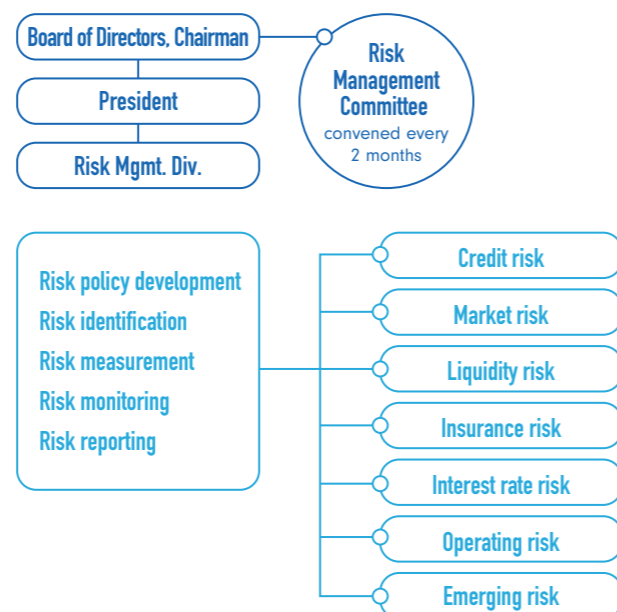 Board of Directors, Chairman
President
Risk Mgmt. Div.
Risk
Management
Committee
convened every
2 months
Risk policy development
Risk identification
Risk measurement
Risk monitoring
Risk reporting
Credit risk
Market risk
Liquidity risk
Insurance risk
Interest rate risk
Operating risk
Emerging risk